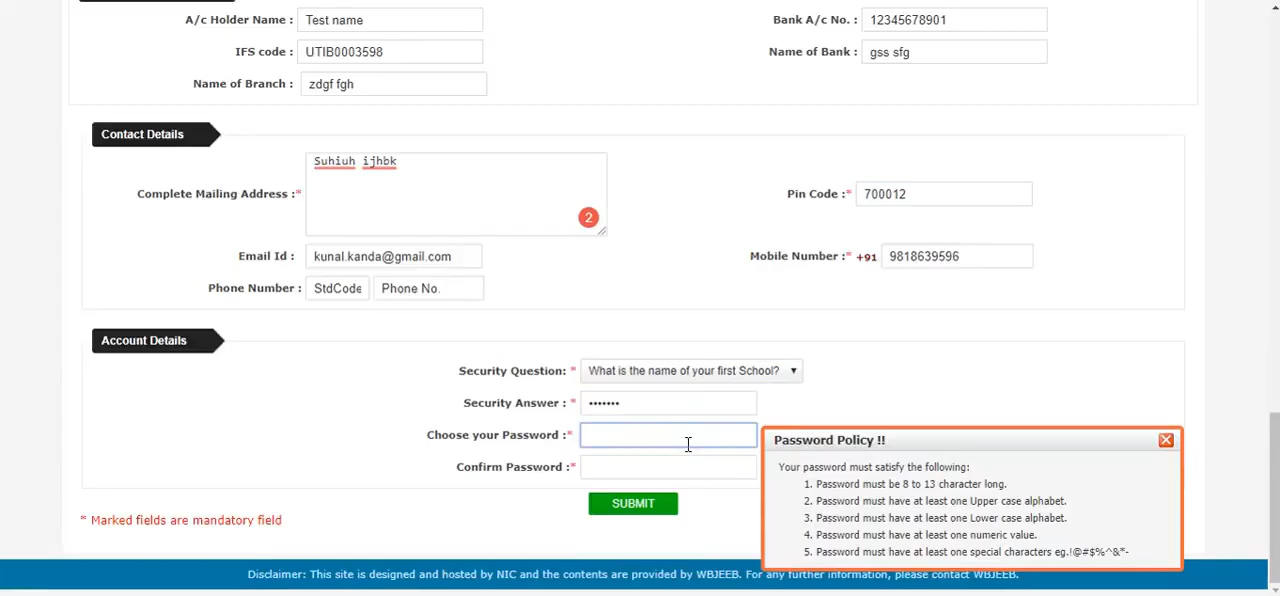 A/c Holder Name : Test name Bank A/c No. : 12345678901
IFS code : UTIB0003598 Name of Bank : gss sfg
Name of Branch : zdgf fgh
Contact Details
Complete Mailing Address :* Suhiuh ijhbk Pin Code :* 700012
2
Email Id : kunal.kanda@gmail.com Mobile Number :* +91 9818639596
Phone Number : StdCode Phone No.
Account Details
Security Question: * What is the name of your first School? ▼
Security Answer : * •••••••
Choose your Password :*
Confirm Password :*
SUBMIT
* Marked fields are mandatory field
Password Policy !!
Your password must satisfy the following:
1. Password must be 8 to 13 character long.
2. Password must have at least one Upper case alphabet.
3. Password must have at least one Lower case alphabet.
4. Password must have at least one numeric value.
5. Password must have at least one special characters eg.!@#$%^&*-
Disclaimer: This site is designed and hosted by NIC and the contents are provided by WBJEEB. For any further information, please contact WBJEEB.